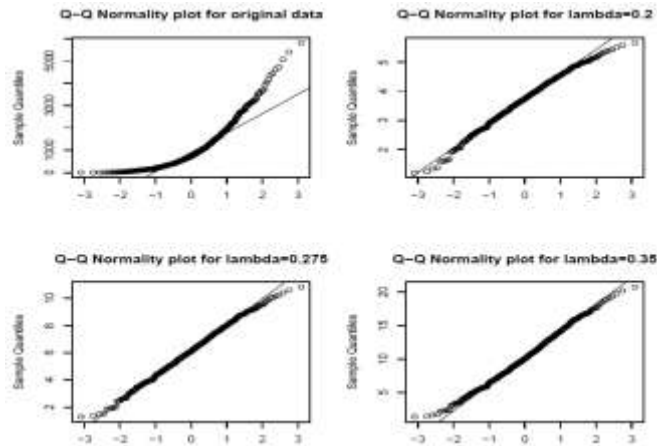 Q-Q Normality plot for original data
Sample Quantiles
0 1000 3000 5000
-3 -2 -1 0 1 2 3
Q-Q Normality plot for lambda=0.2
Sample Quantiles
2 3 4 5
-3 -2 -1 0 1 2 3
Q-Q Normality plot for lambda=0.275
Sample Quantiles
2 4 6 8 10
-3 -2 -1 0 1 2 3
Q-Q Normality plot for lambda=0.35
Sample Quantiles
5 10 15 20
-3 -2 -1 0 1 2 3